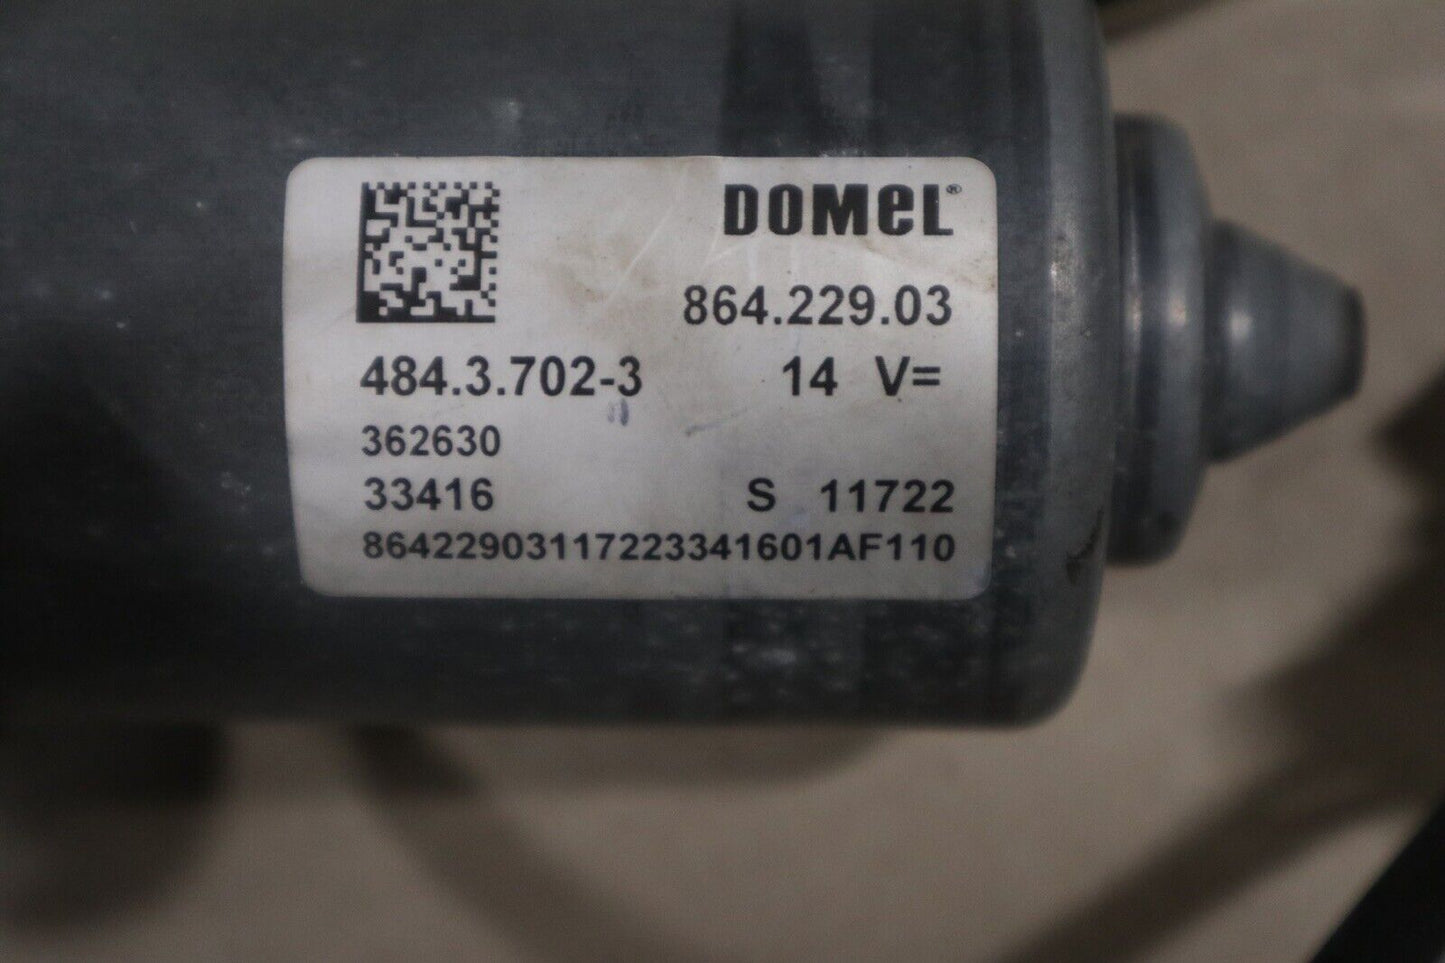 DOMeL®
864.229.03
484.3.702-3 14 V=
362630
33416 S 11722
86422903117223341601AF110